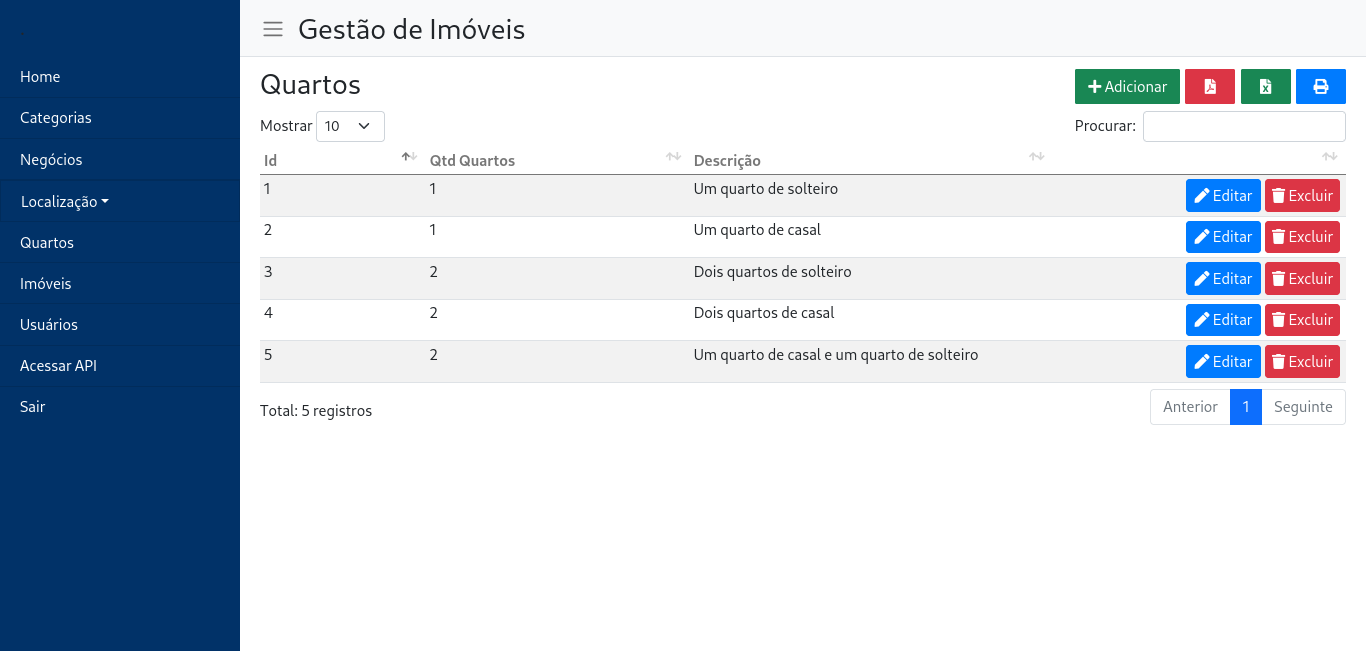 Gestão de Imóveis
Home
Categorias
Negócios
Localização
Quartos
Imóveis
Usuários
Acessar API
Sair
Quartos
Adicionar
Mostrar 10
Procurar:
Id Qtd Quartos Descrição
1 1 Um quarto de solteiro Editar Excluir
2 1 Um quarto de casal Editar Excluir
3 2 Dois quartos de solteiro Editar Excluir
4 2 Dois quartos de casal Editar Excluir
5 2 Um quarto de casal e um quarto de solteiro Editar Excluir
Total: 5 registros
Anterior 1 Seguinte